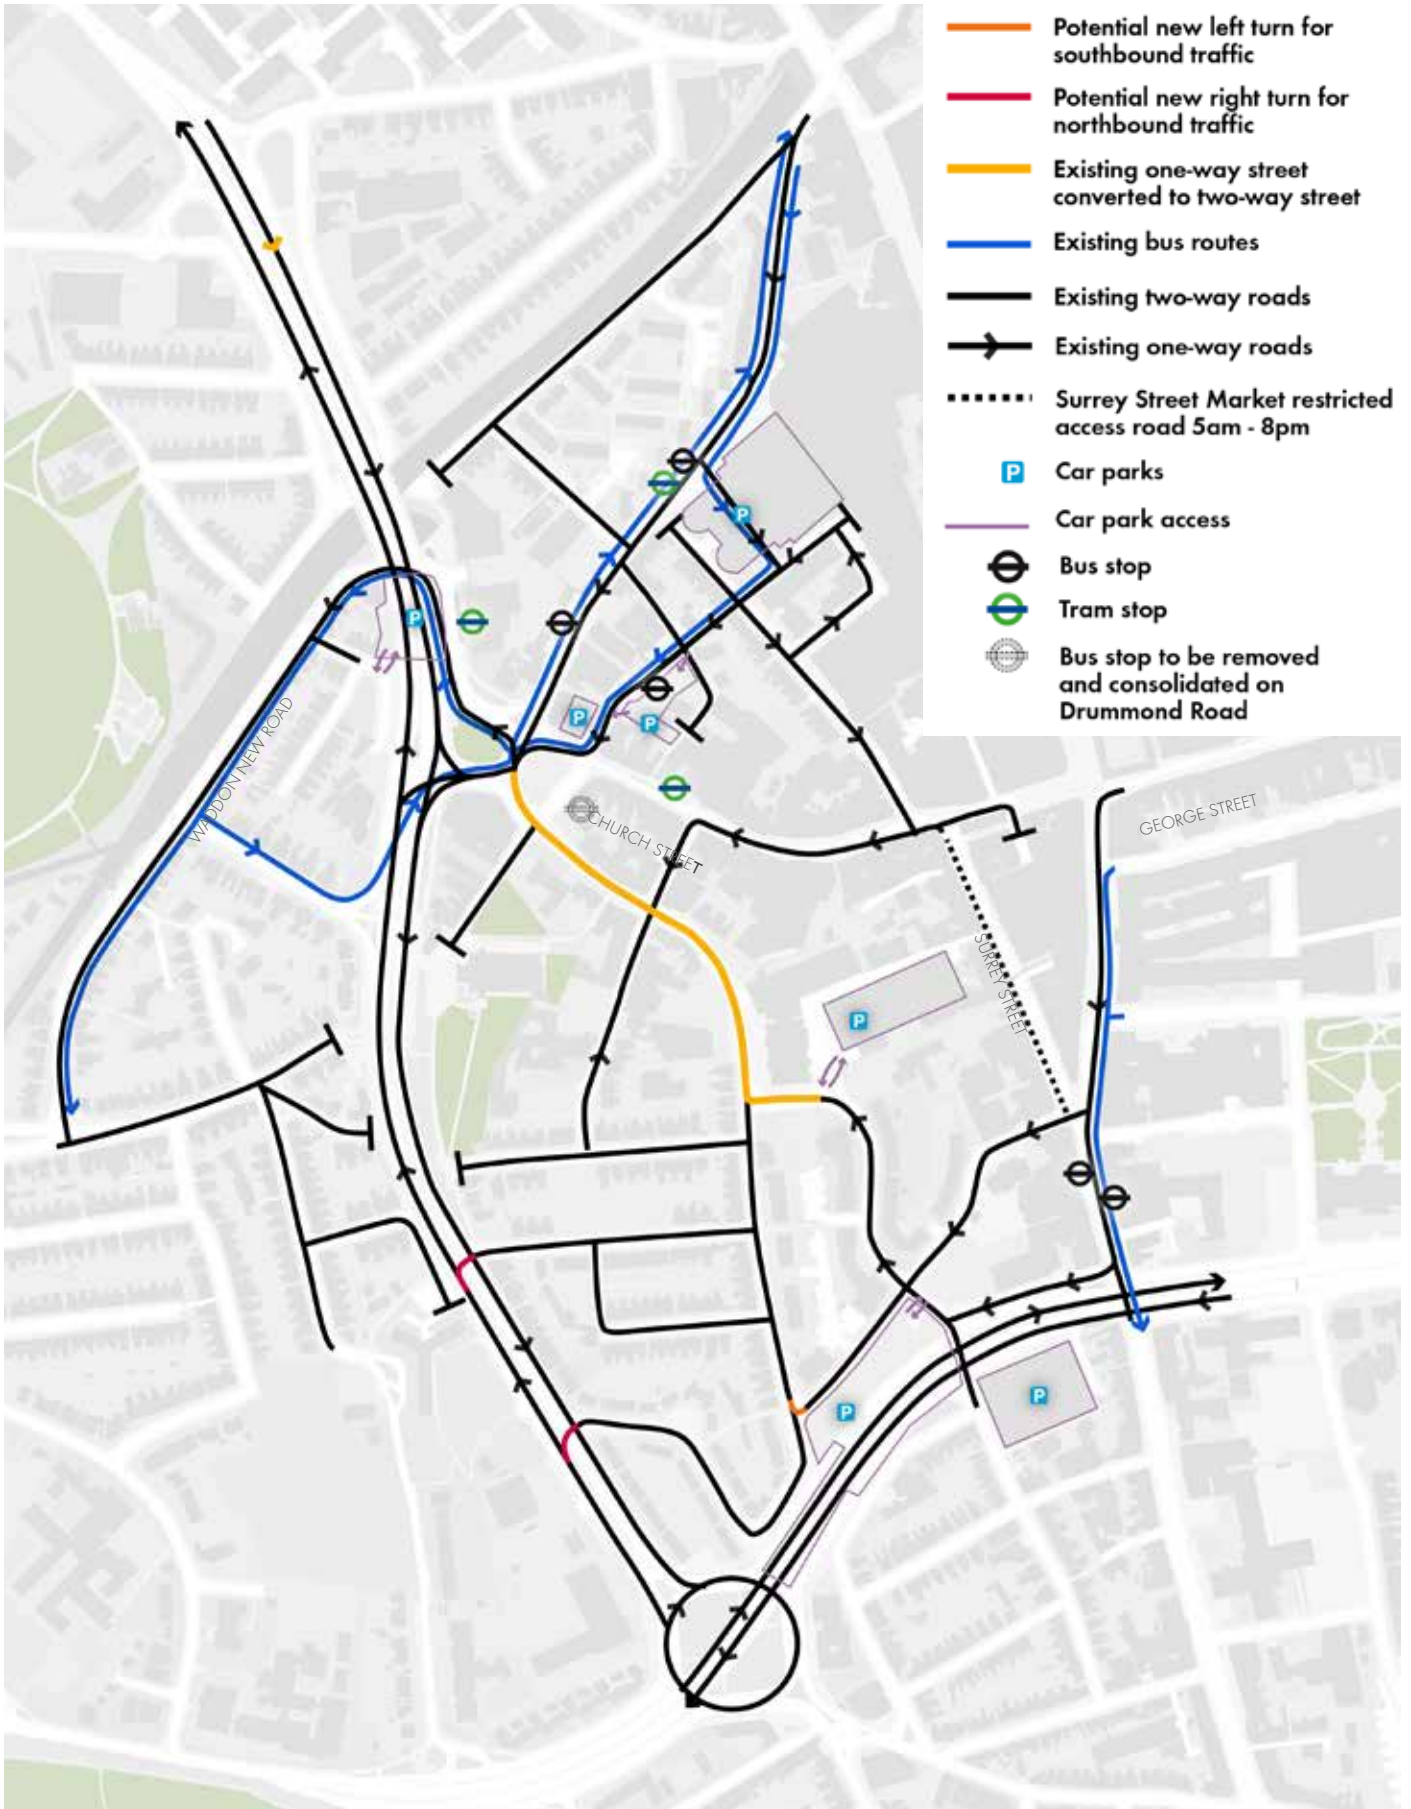 Potential new left turn for
southbound traffic
Potential new right turn for
northbound traffic
Existing one-way street
converted to two-way street
Existing bus routes
Existing two-way roads
Existing one-way roads
Surrey Street Market restricted
access road 5am - 8pm
P
Car parks
Car park access
Bus stop
Tram stop
Bus stop to be removed
and consolidated on
Drummond Road
P
P
P
P
WADDON NEW ROAD
CHURCH STREET
GEORGE STREET
SURREY STREET
P
P
P